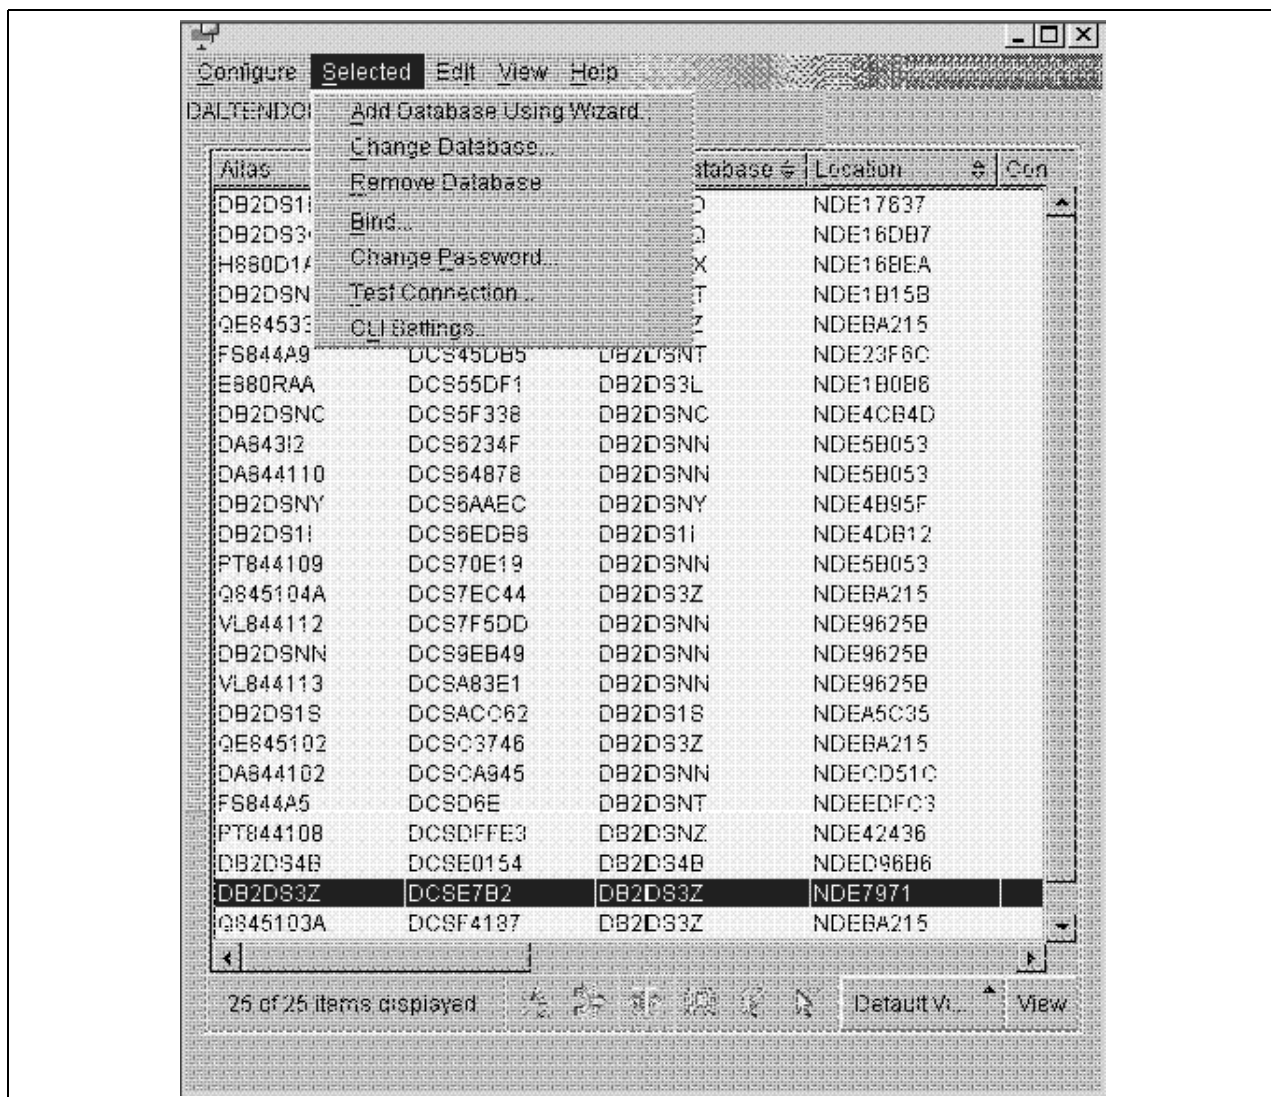 Configure Selected Edit View Help
DALTENDO
Add Database Using Wizard...
Change Database...
Remove Database
Bind...
Change Password...
Test Connection...
CLI Settings...
Alias atabase Location Con
DB2DS1 NDE17637
DB2DS3 NDE16DB7
H880D1A X NDE16BEA
DB2DSN T NDE1B15B
QE84533 Z NDEBA215
FS844A9 DCS45DB5 DB2DSNT NDE23F6C
E880RAA DCS55DF1 DB2DS3L NDE1B0B6
DB2DSNC DCS5F338 DB2DSNC NDE4CB4D
DA843I2 DCS6234F DB2DSNN NDE5B053
DA844110 DCS64878 DB2DSNN NDE5B053
DB2DSNY DCS6AAEC DB2DSNY NDE4B95F
DB2DS1I DCS6EDB8 DB2DS1I NDE4DB12
PT844109 DCS70E19 DB2DSNN NDE5B053
Q845104A DCS7EC44 DB2DS3Z NDEBA215
VL844112 DCS7F5DD DB2DSNN NDE9625B
DB2DSNN DCS9EB49 DB2DSNN NDE9625B
VL844113 DCSA83E1 DB2DSNN NDE9625B
DB2DS1S DCSACC62 DB2DS1S NDEA5C35
QE845102 DCSC3746 DB2DS3Z NDEBA215
DA844102 DCSCA945 DB2DSNN NDECD51C
FS844A5 DCSD6E DB2DSNT NDEEDFC3
PT844108 DCSDFFE3 DB2DSNZ NDE42436
DB2DS4B DCSE0154 DB2DS4B NDED96B6
DB2DS3Z DCSE7B2 DB2DS3Z NDE7971
Q845103A DCSF4187 DB2DS3Z NDEBA215
25 of 25 items displayed Default Vi... View